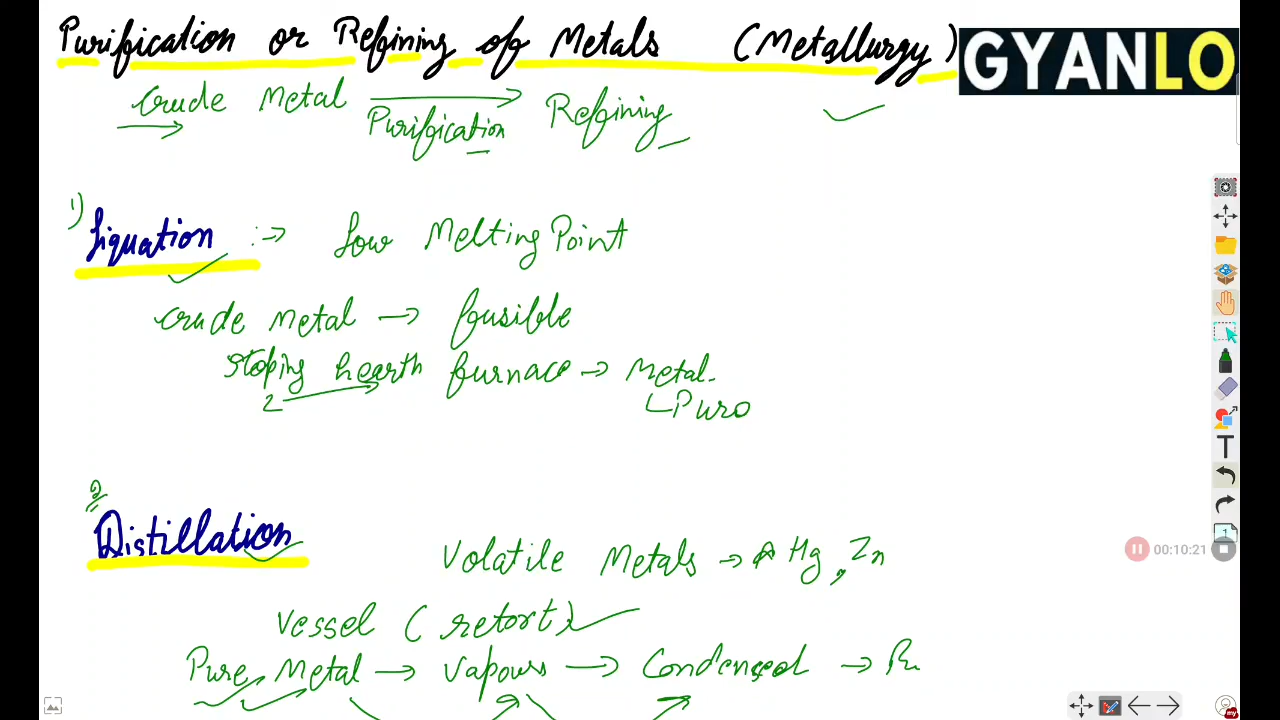 Purification or Refining of Metals (Metallurgy)
GYANLO
Crude Metal Purification Refining
1)
Liquation :→ Low Melting Point
Crude Metal → fusible
Sloping hearth furnace → Metal.
Pure
2
Distillation
Volatile Metals → Hg, Zn
Vessel (retort)
Pure Metal → Vapours → Condensed →
00:10:21